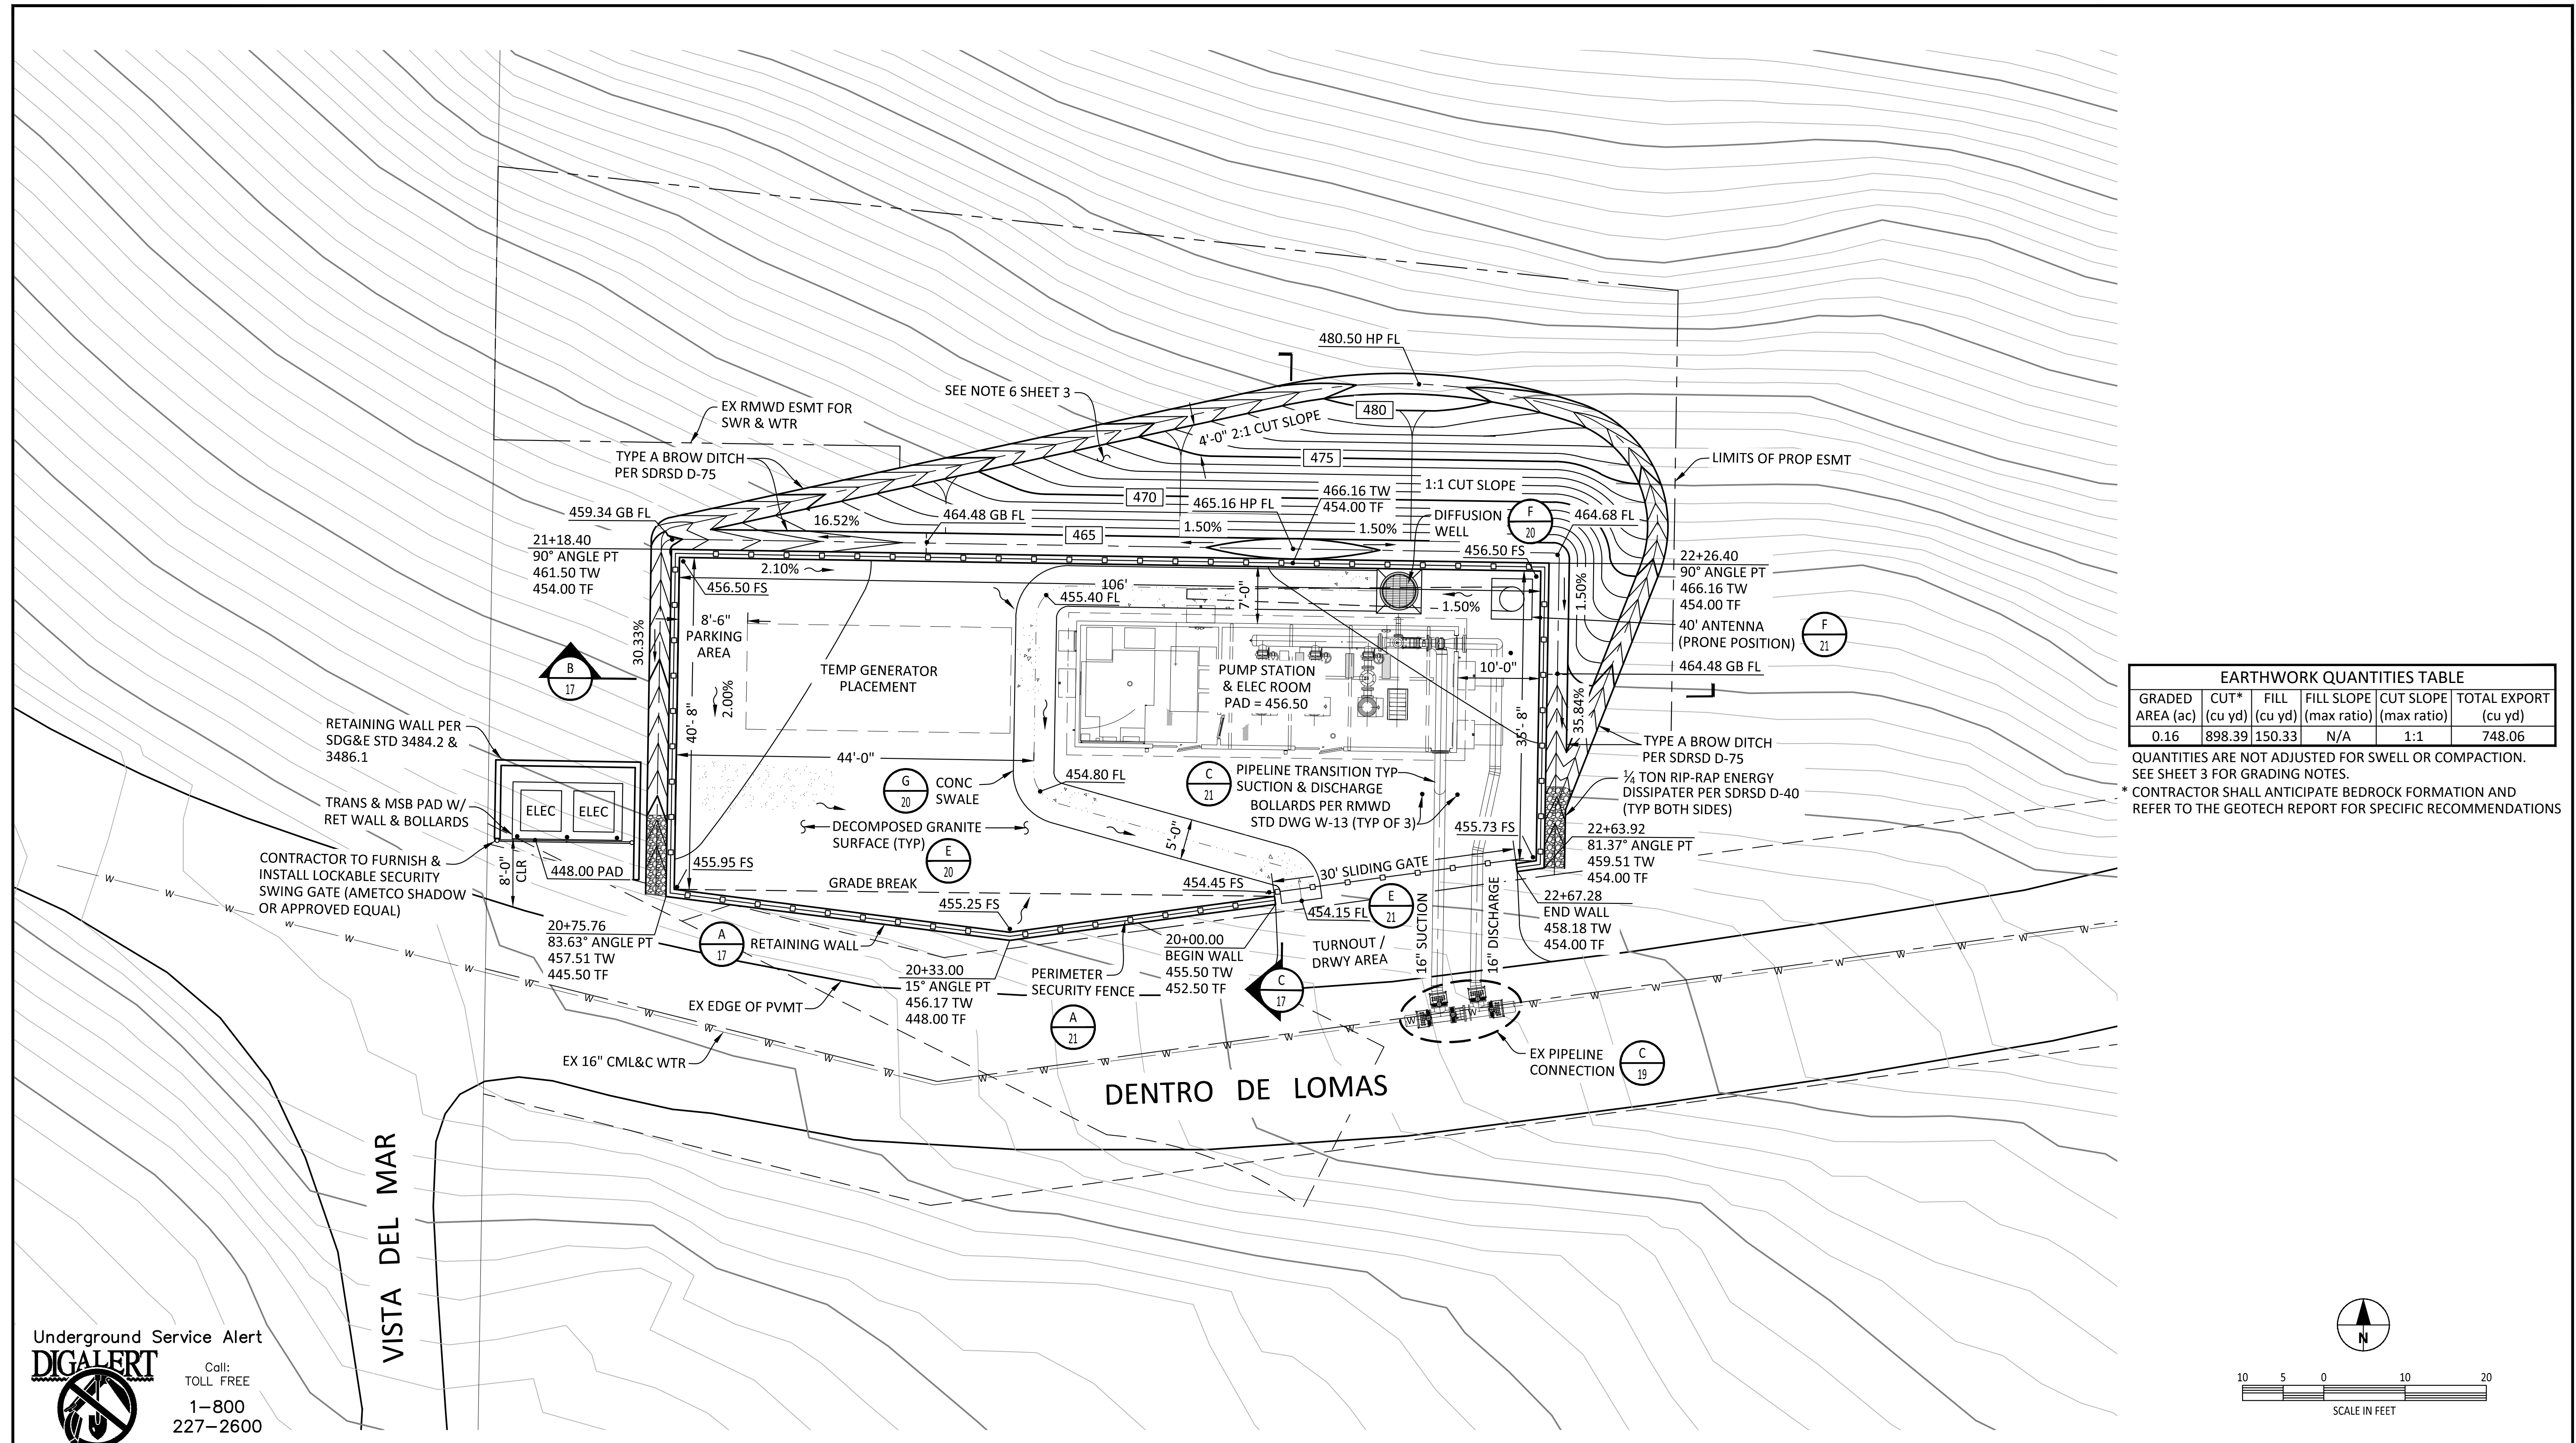 480.50 HP FL
SEE NOTE 6 SHEET 3
480
4'-0" 2:1 CUT SLOPE
EX RMWD ESMT FOR
SWR & WTR
TYPE A BROW DITCH
PER SDRSD D-75
475
LIMITS OF PROP ESMT
1:1 CUT SLOPE
470
465.16 HP FL
466.16 TW
454.00 TF
459.34 GB FL
16.52%
464.48 GB FL
1.50%
1.50%
DIFFUSION
WELL
F
20
464.68 FL
465
21+18.40
90° ANGLE PT
461.50 TW
454.00 TF
456.50 FS
22+26.40
90° ANGLE PT
466.16 TW
454.00 TF
2.10%
456.50 FS
106'
455.40 FL
7'-0"
1.50%
1.50%
40' ANTENNA
(PRONE POSITION)
F
21
30.33%
8'-6"
PARKING
AREA
B
17
TEMP GENERATOR
PLACEMENT
PUMP STATION
& ELEC ROOM
PAD = 456.50
10'-0"
464.48 GB FL
2.00%
40'- 8"
35'- 8"
35.84%
RETAINING WALL PER
SDG&E STD 3484.2 &
3486.1
44'-0"
TYPE A BROW DITCH
PER SDRSD D-75
G
20
CONC
SWALE
454.80 FL
C
21
PIPELINE TRANSITION TYP
SUCTION & DISCHARGE
BOLLARDS PER RMWD
STD DWG W-13 (TYP OF 3)
¼ TON RIP-RAP ENERGY
DISSIPATER PER SDRSD D-40
(TYP BOTH SIDES)
TRANS & MSB PAD W/
RET WALL & BOLLARDS
ELEC
ELEC
DECOMPOSED GRANITE
SURFACE (TYP)
E
20
5'-0"
455.73 FS
22+63.92
81.37° ANGLE PT
459.51 TW
454.00 TF
CONTRACTOR TO FURNISH &
INSTALL LOCKABLE SECURITY
SWING GATE (AMETCO SHADOW
OR APPROVED EQUAL)
8'-0"
CLR
448.00 PAD
455.95 FS
GRADE BREAK
454.45 FS
30' SLIDING GATE
455.25 FS
454.15 FL
E
21
22+67.28
END WALL
458.18 TW
454.00 TF
20+75.76
83.63° ANGLE PT
457.51 TW
445.50 TF
A
17
RETAINING WALL
20+33.00
15° ANGLE PT
456.17 TW
448.00 TF
PERIMETER
SECURITY FENCE
A
21
20+00.00
BEGIN WALL
455.50 TW
452.50 TF
C
17
TURNOUT /
DRWY AREA
16" SUCTION
16" DISCHARGE
EX EDGE OF PVMT
EX 16" CML&C WTR
W W W W W W W W W W W W W W W W W W W W W W W W W W W W W W
EX PIPELINE
CONNECTION
C
19
DENTRO DE LOMAS
VISTA DEL MAR
EARTHWORK QUANTITIES TABLE
GRADED AREA (ac) CUT* (cu yd) FILL (cu yd) FILL SLOPE (max ratio) CUT SLOPE (max ratio) TOTAL EXPORT (cu yd)
0.16 898.39 150.33 N/A 1:1 748.06
QUANTITIES ARE NOT ADJUSTED FOR SWELL OR COMPACTION.
SEE SHEET 3 FOR GRADING NOTES.
* CONTRACTOR SHALL ANTICIPATE BEDROCK FORMATION AND
REFER TO THE GEOTECH REPORT FOR SPECIFIC RECOMMENDATIONS
N
10 5 0 10 20
SCALE IN FEET
Underground Service Alert
DIGALERT
Call:
TOLL FREE
1-800
227-2600